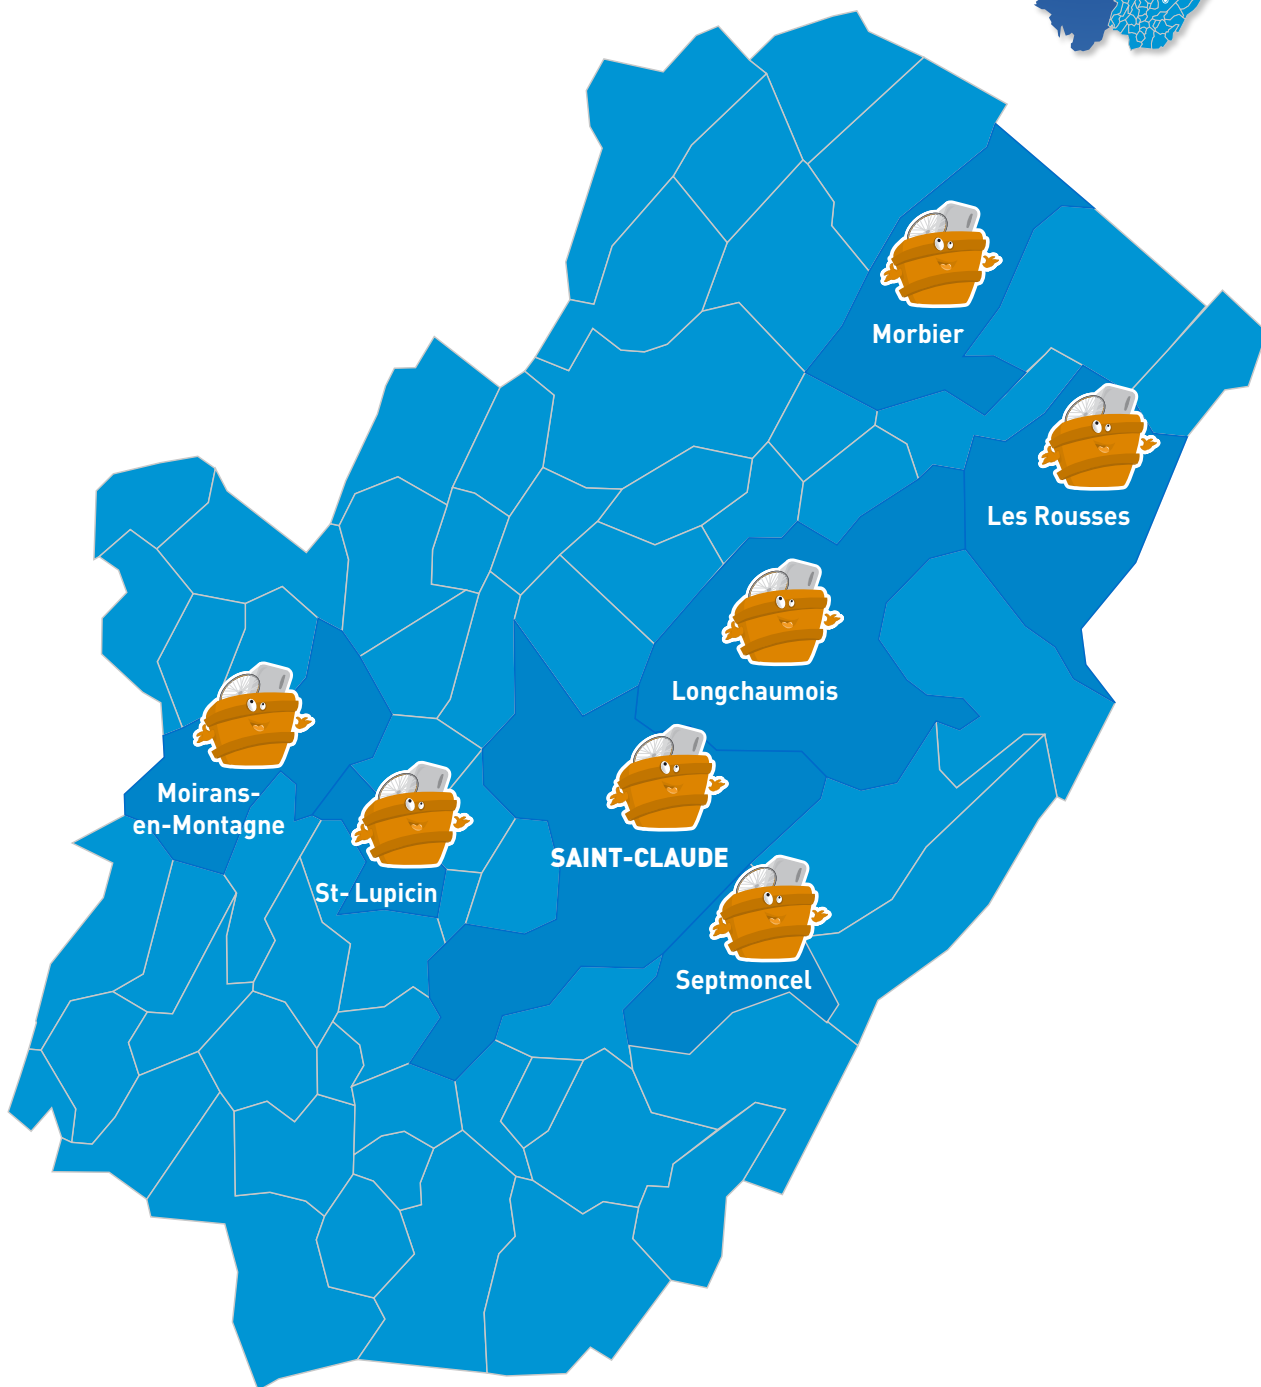 Morbier
Les Rousses
Longchaumois
Moirans-
en-Montagne
SAINT-CLAUDE
St- Lupicin
Septmoncel